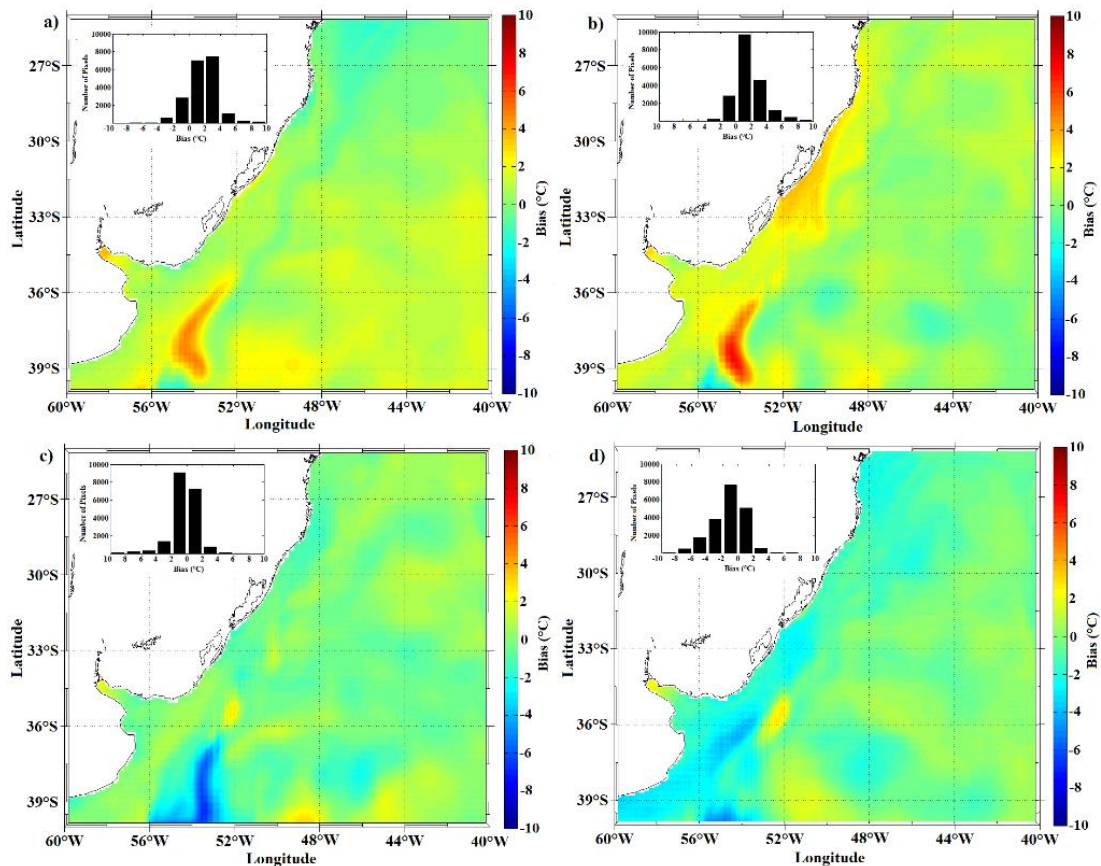 a)
Number of Pixels
10000
8000
6000
4000
2000
-10 -8 -6 -4 -2 0 2 4 6 8 10
Bias (°C)
Latitude
27°S
30°S
33°S
36°S
39°S
60°W 56°W 52°W 48°W 44°W 40°W
Longitude
10
8
6
4
2
0
-2
-4
-6
-8
-10
Bias (°C)
b)
Number of Pixels
10000
8000
6000
4000
2000
10 8 6 4 2 0 2 4 6 8 10
Bias (°C)
Latitude
27°S
30°S
33°S
36°S
39°S
60°W 56°W 52°W 48°W 44°W 40°W
Longitude
10
8
6
4
2
0
-2
-4
-6
-8
-10
Bias (°C)
c)
Number of Pixels
10000
8000
6000
4000
2000
10 8 6 4 2 0 2 4 6 8 10
Bias (°C)
Latitude
27°S
30°S
33°S
36°S
39°S
60°W 56°W 52°W 48°W 44°W 40°W
Longitude
10
8
6
4
2
0
-2
-4
-6
-8
-10
Bias (°C)
d)
Number of Pixels
10000
8000
6000
4000
2000
-10 -8 -6 -4 -2 0 2 4 6 8 10
Bias (°C)
Latitude
27°S
30°S
33°S
36°S
39°S
60°W 56°W 52°W 48°W 44°W 40°W
Longitude
10
8
6
4
2
0
-2
-4
-6
-8
-10
Bias (°C)